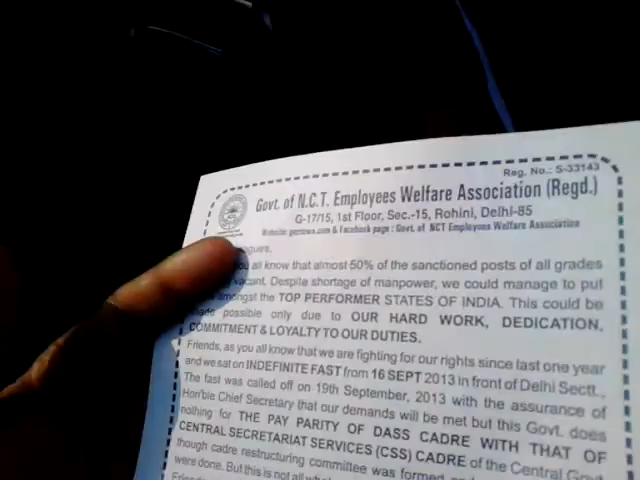 Reg. No.: S-33143
Govt. of N.C.T. Employees Welfare Association (Regd.)
G-17/15, 1st Floor, Sec.-15, Rohini, Delhi-85
& Facebook page : Govt. of NCT Employees Welfare Association
all know that almost 50% of the sanctioned posts of all grades
vacant. Despite shortage of manpower, we could manage to put
amongst the TOP PERFORMER STATES OF INDIA. This could be
possible only due to OUR HARD WORK, DEDICATION,
COMMITMENT & LOYALTY TO OUR DUTIES.
Friends, as you all know that we are fighting for our rights since last one year
and we sat on INDEFINITE FAST from 16 SEPT 2013 in front of Delhi Sectt.,
The fast was called off on 19th September, 2013 with the assurance of
Hon'ble Chief Secretary that our demands will be met but this Govt. does
nothing for THE PAY PARITY OF DASS CADRE WITH THAT OF
CENTRAL SECRETARIAT SERVICES (CSS) CADRE of the Central Govt
though cadre restructuring committee was formed
were done. But this is not all